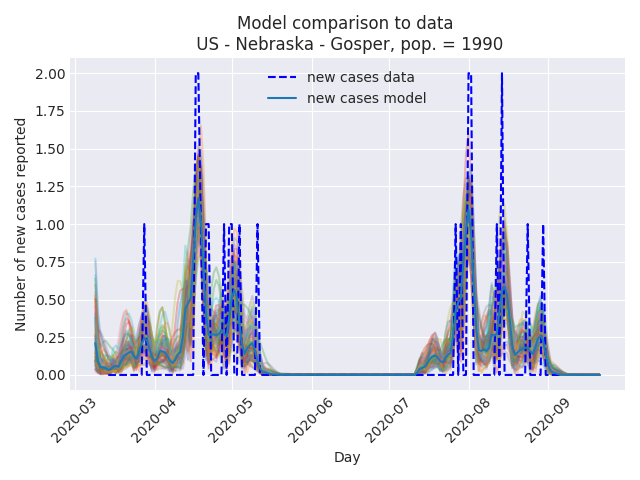 Model comparison to data
US - Nebraska - Gosper, pop. = 1990
new cases data
new cases model
Number of new cases reported
2.00
1.75
1.50
1.25
1.00
0.75
0.50
0.25
0.00
2020-03
2020-04
2020-05
2020-06
2020-07
2020-08
2020-09
Day